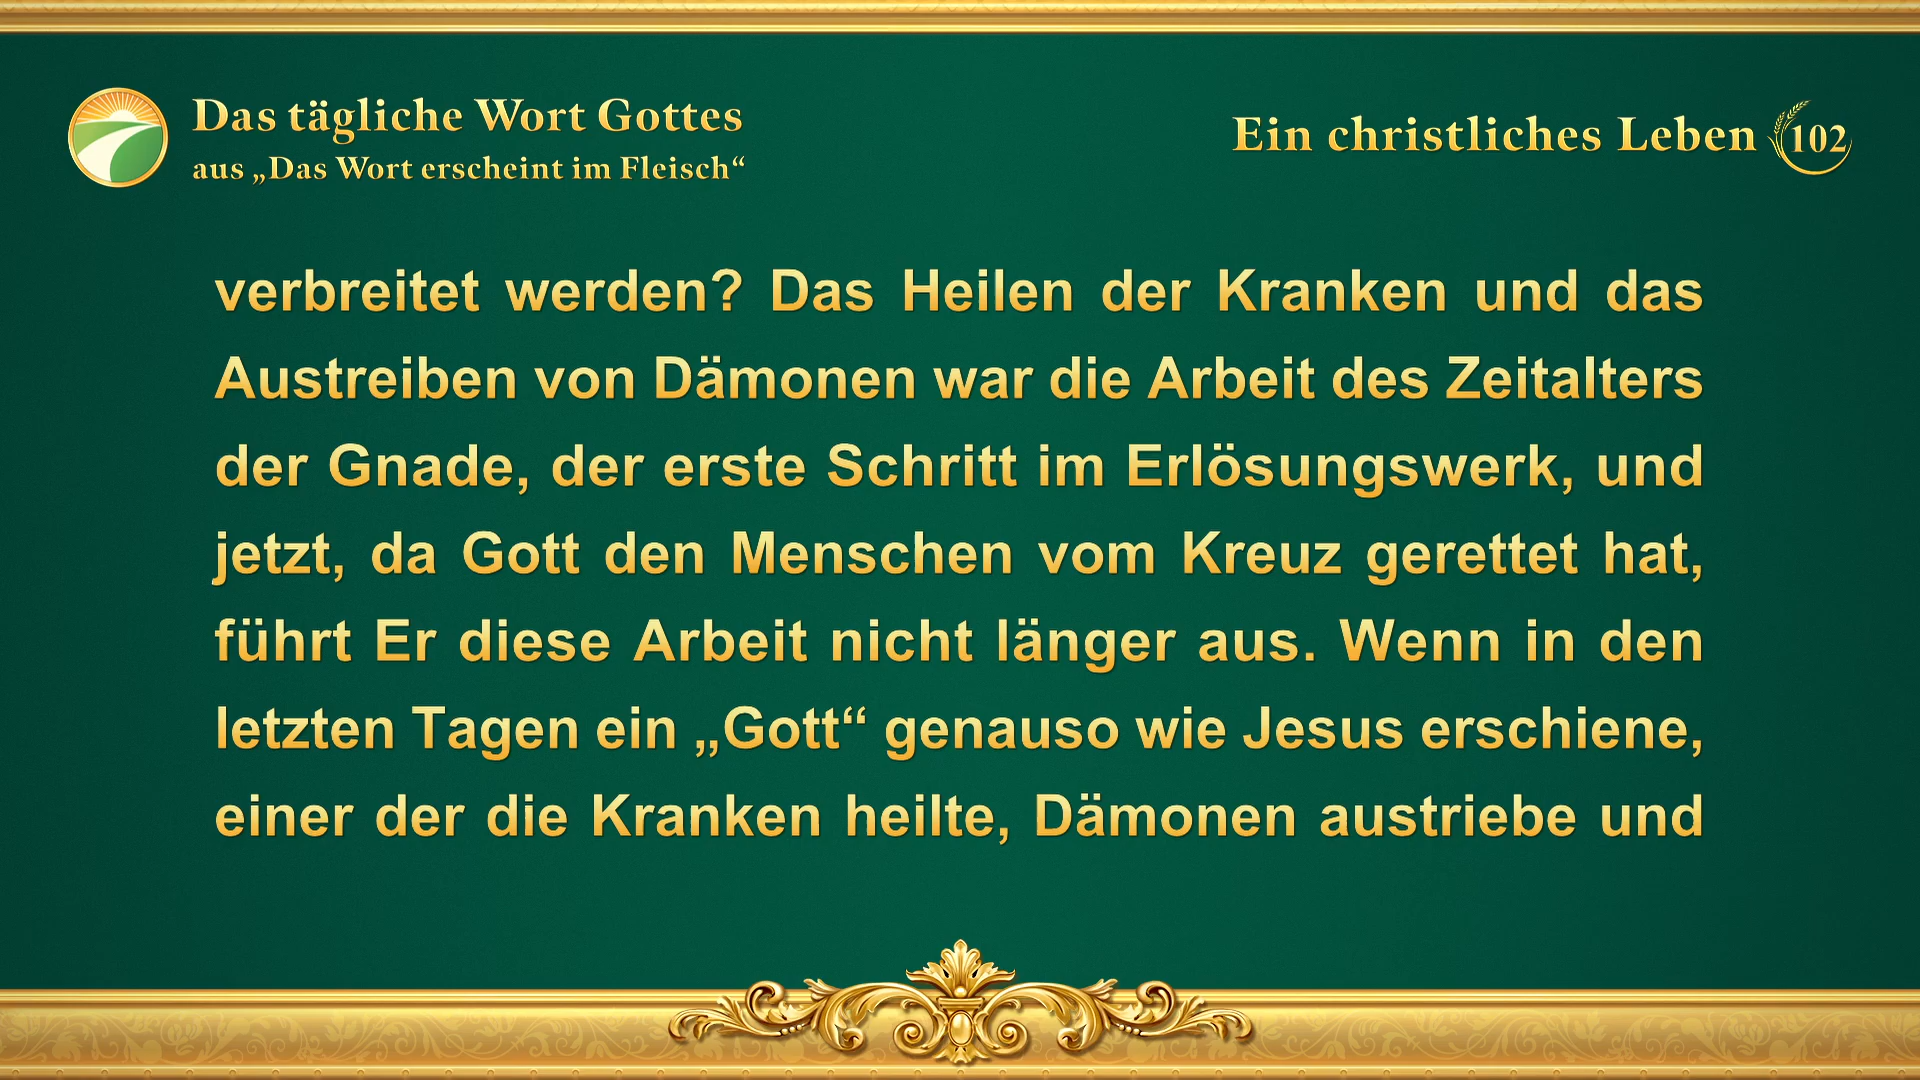 Das tägliche Wort Gottes
aus „Das Wort erscheint im Fleisch“
Ein christliches Leben 102
verbreitet werden? Das Heilen der Kranken und das
Austreiben von Dämonen war die Arbeit des Zeitalters
der Gnade, der erste Schritt im Erlösungswerk, und
jetzt, da Gott den Menschen vom Kreuz gerettet hat,
führt Er diese Arbeit nicht länger aus. Wenn in den
letzten Tagen ein „Gott“ genauso wie Jesus erschiene,
einer der die Kranken heilte, Dämonen austriebe und